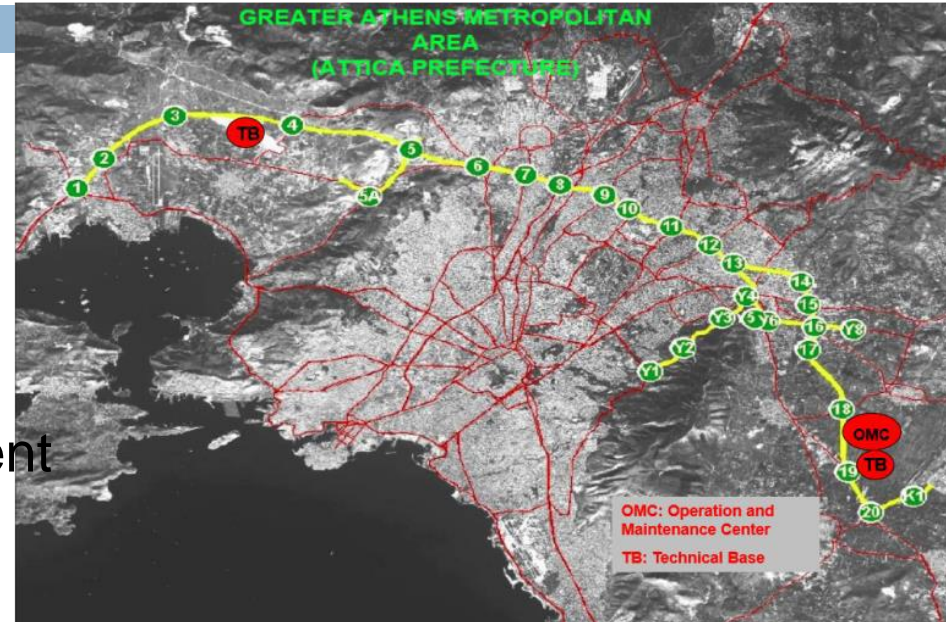 GREATER ATHENS METROPOLITAN
AREA
(ATTICA PREFECTURE)
3
TB
4
5
2
6
7
1
5A
8
9
10
11
12
13
14
Y4
15
Y3
5
Y6
16
Y8
Y2
17
Y1
18
ent
OMC
TB
19
K1
20
OMC: Operation and
Maintenance Center
TB: Technical Base